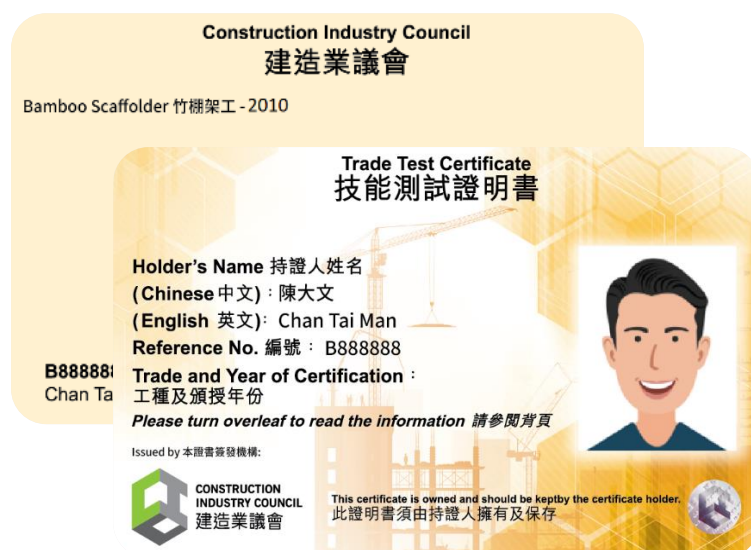 Construction Industry Council
建造業議會
Bamboo Scaffolder 竹棚架工 - 2010
B888888
Chan Ta
Trade Test Certificate
技能測試證明書
Holder's Name 持證人姓名
(Chinese 中文)：陳大文
(English 英文)：Chan Tai Man
Reference No. 編號： B888888
Trade and Year of Certification：
工種及頒授年份
Please turn overleaf to read the information 請參閱背頁
Issued by 本證書簽發機構:
CONSTRUCTION
INDUSTRY COUNCIL
建造業議會
This certificate is owned and should be keptby the certificate holder.
此證明書須由持證人擁有及保存